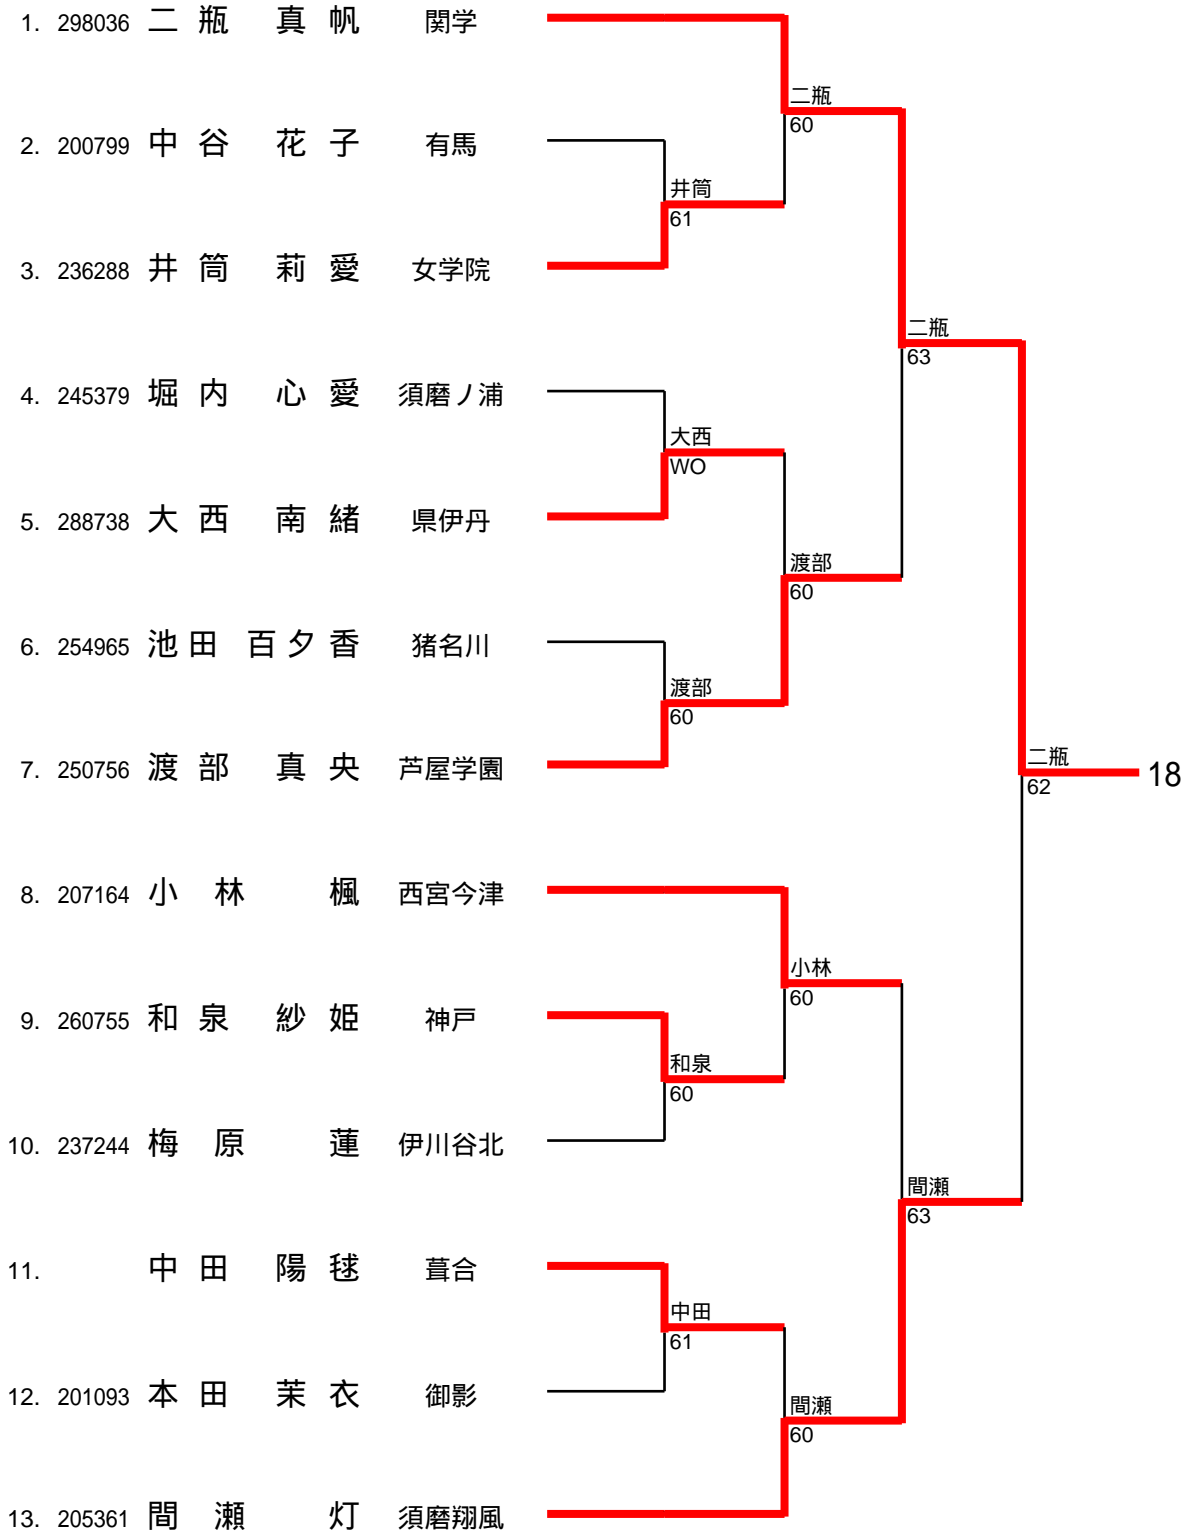 1. 298036 二瓶 真帆 関学
二瓶
60
2. 200799 中谷 花子 有馬
井筒
61
3. 236288 井筒 莉愛 女学院
二瓶
63
4. 245379 堀内 心愛 須磨ノ浦
大西
WO
5. 288738 大西 南緒 県伊丹
渡部
60
6. 254965 池田 百夕香 猪名川
渡部
60
7. 250756 渡部 真央 芦屋学園
二瓶
62
18
8. 207164 小林 楓 西宮今津
小林
60
9. 260755 和泉 紗姫 神戸
和泉
60
10. 237244 梅原 蓮 伊川谷北
間瀬
63
11. 中田 陽毬 葺合
中田
61
12. 201093 本田 茉衣 御影
間瀬
60
13. 205361 間瀬 灯 須磨翔風